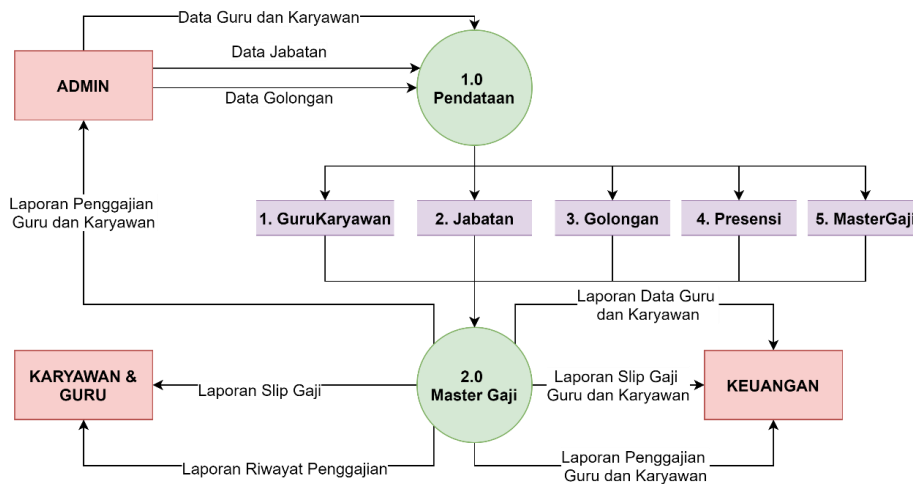 Data Guru dan Karyawan
Data Jabatan
Data Golongan
ADMIN
1.0
Pendataan
Laporan Penggajian
Guru dan Karyawan
1. GuruKaryawan
2. Jabatan
3. Golongan
4. Presensi
5. MasterGaji
Laporan Data Guru
dan Karyawan
KARYAWAN &
GURU
Laporan Slip Gaji
2.0
Master Gaji
Laporan Slip Gaji
Guru dan Karyawan
KEUANGAN
Laporan Riwayat Penggajian
Laporan Penggajian
Guru dan Karyawan